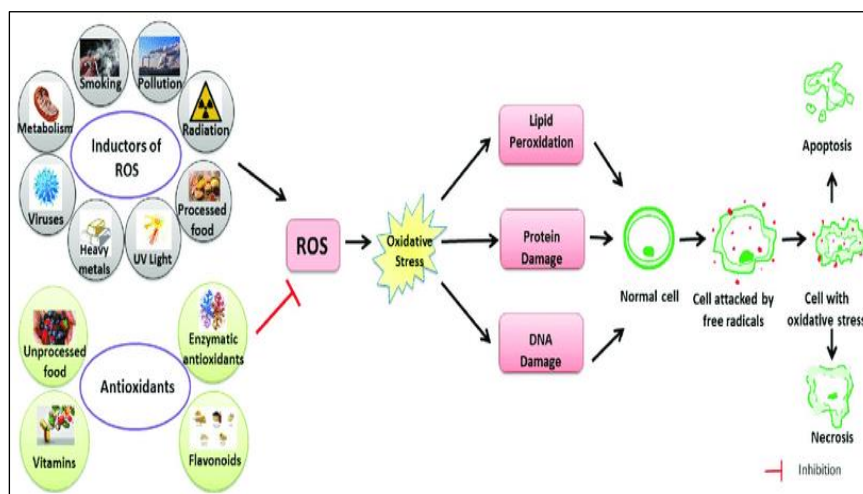 Smoking
Pollution
Metabolism
Radiation
Inductors of
ROS
Viruses
Processed
food
Heavy
metals
UV Light
ROS
Oxidative
Stress
Lipid
Peroxidation
Protein
Damage
DNA
Damage
Normal cell
Cell attacked by
free radicals
Cell with
oxidative stress
Apoptosis
Necrosis
Unprocessed
food
Enzymatic
antioxidants
Antioxidants
Vitamins
Flavonoids
Inhibition